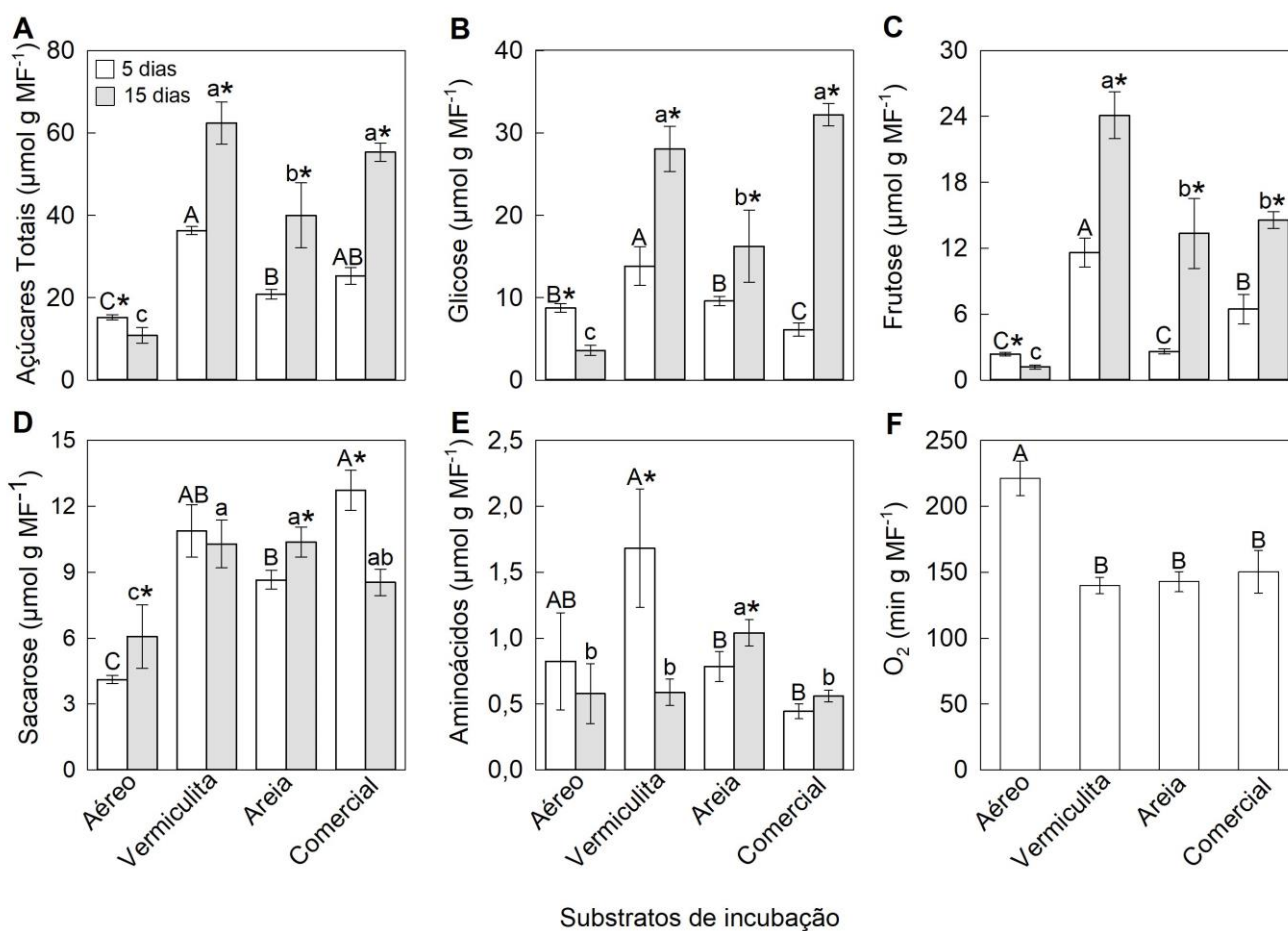 A
Açúcares Totais (µmol g MF⁻¹)
80
60
40
20
0
5 dias
15 dias
C*
c
A
a*
B
b*
AB
a*
B
Glicose (µmol g MF⁻¹)
40
30
20
10
0
B*
c
A
a*
B
b*
C
a*
C
Frutose (µmol g MF⁻¹)
30
24
18
12
6
0
C*
c
A
a*
C
b*
B
b*
D
Sacarose (µmol g MF⁻¹)
15
12
9
6
3
0
C
c*
AB
a
B
a*
A*
ab
Aéreo
Vermiculita
Areia
Comercial
E
Aminoácidos (µmol g MF⁻¹)
2,5
2,0
1,5
1,0
0,5
0,0
AB
b
A*
b
B
a*
B
b
Aéreo
Vermiculita
Areia
Comercial
F
O₂ (min g MF⁻¹)
250
200
150
100
50
0
A
B
B
B
Aéreo
Vermiculita
Areia
Comercial
Substratos de incubação